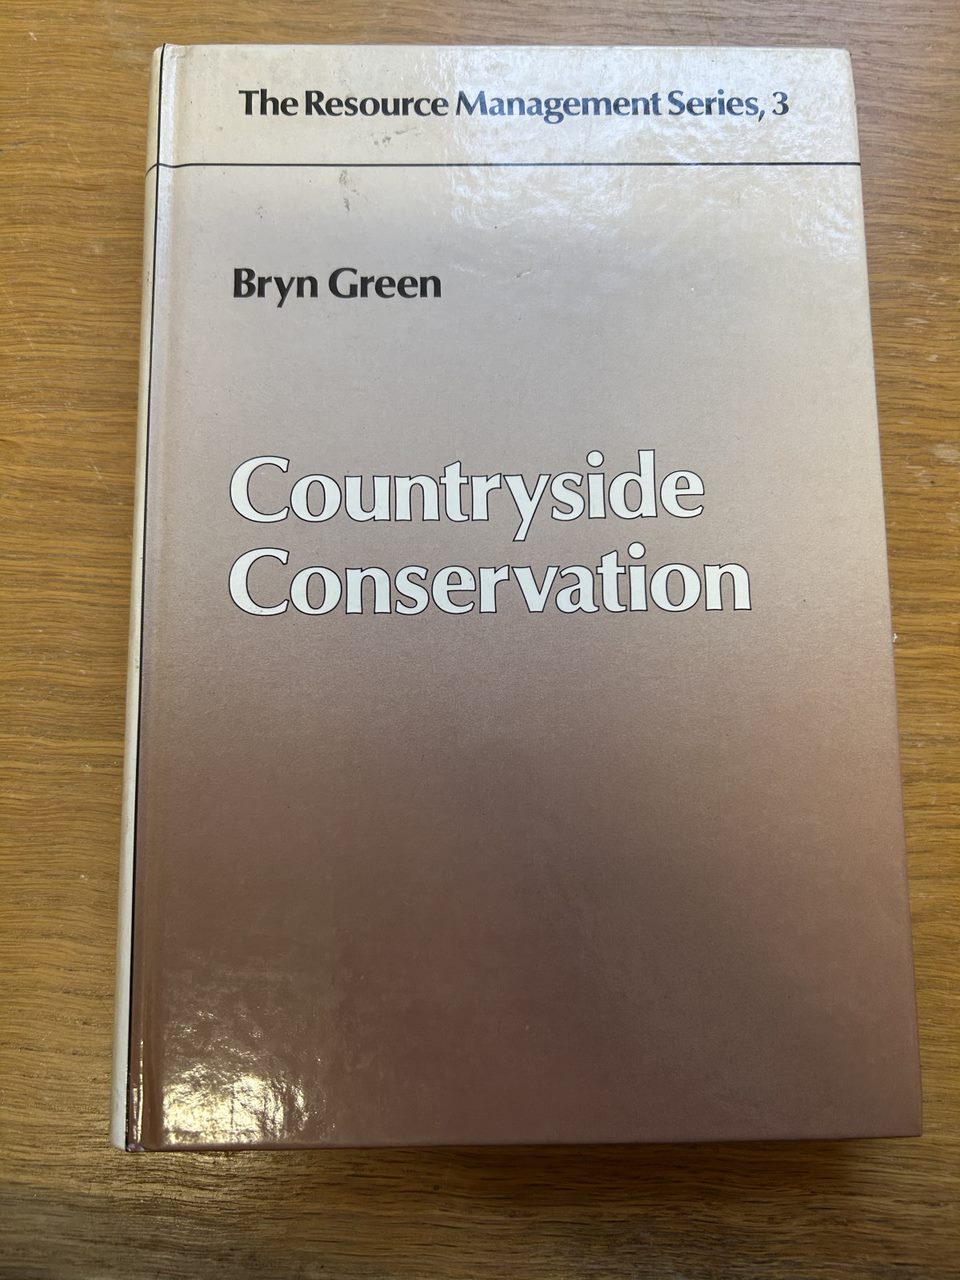 The Resource Management Series, 3
Bryn Green
Countryside
Conservation